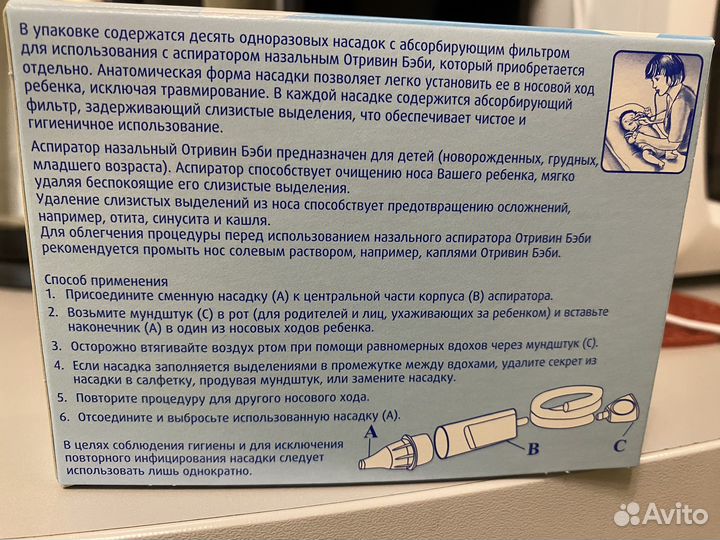 В упаковке содержатся десять одноразовых насадок с абсорбирующим фильтром
для использования с аспиратором назальным Отривин Бэби, который приобретается
отдельно. Анатомическая форма насадки позволяет легко установить ее в носовой ход
ребенка, исключая травмирование. В каждой насадке содержится абсорбирующий
фильтр, задерживающий слизистые выделения, что обеспечивает чистое и
гигиеничное использование.
Аспиратор назальный Отривин Бэби предназначен для детей (новорожденных, грудных,
младшего возраста). Аспиратор способствует очищению носа Вашего ребенка, мягко
удаляя беспокоящие его слизистые выделения.
Удаление слизистых выделений из носа способствует предотвращению осложнений,
например, отита, синусита и кашля.
Для облегчения процедуры перед использованием назального аспиратора Отривин Бэби
рекомендуется промыть нос солевым раствором, например, каплями Отривин Бэби.
Способ применения
1. Присоедините сменную насадку (А) к центральной части корпуса (В) аспиратора.
2. Возьмите мундштук (С) в рот (для родителей и лиц, ухаживающих за ребенком) и вставьте
наконечник (А) в один из носовых ходов ребенка.
3. Осторожно втягивайте воздух ртом при помощи равномерных вдохов через мундштук (С).
4. Если насадка заполняется выделениями в промежутке между вдохами, удалите секрет из
насадки в салфетку, продувая мундштук, или замените насадку.
5. Повторите процедуру для другого носового хода.
6. Отсоедините и выбросьте использованную насадку (А).
В целях соблюдения гигиены и для исключения
повторного инфицирования насадки следует
использовать лишь однократно.
A
B
C
Avito